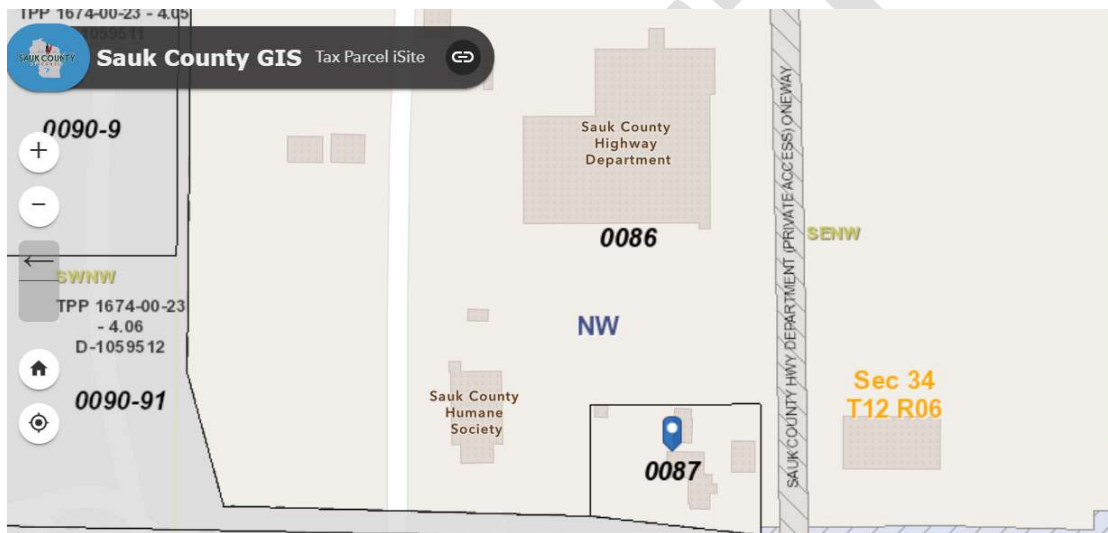 TPP 1674-00-23 - 4.05
SAUK COUNTY
Sauk County GIS Tax Parcel iSite
0090-9
Sauk County
Highway
Department
0086
SAUK COUNTY HWY DEPARTMENT (PRIVATE ACCESS) ONEWAY
SENW
SWNW
TPP 1674-00-23
- 4.06
D-1059512
NW
0090-91
Sauk County
Humane
Society
Sec 34
T12 R06
0087